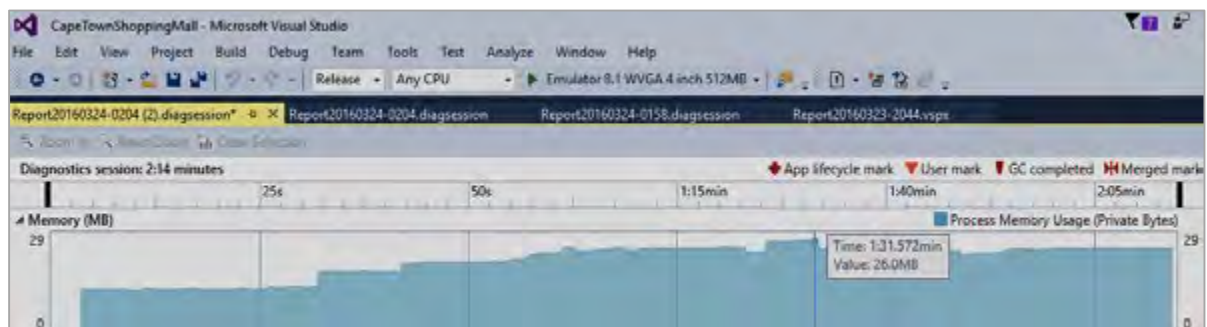 CapeTownShoppingMall - Microsoft Visual Studio
7
File Edit View Project Build Debug Team Tools Test Analyze Window Help
Release Any CPU Emulator 8.1 WVGA 4 inch 512MB
Report20160324-0204 (2).diagsession* Report20160324-0204.diagsession Report20160324-0158.diagsession Report20160323-2044.vspx
Zoom In Reset Zoom Clear Selection
Diagnostics session: 2:14 minutes
App lifecycle mark User mark GC completed Merged mark
25s 50s 1:15min 1:40min 2:05min
Memory (MB) Process Memory Usage (Private Bytes)
29 29
Time: 1:31.572min
Value: 26.0MB
0 0